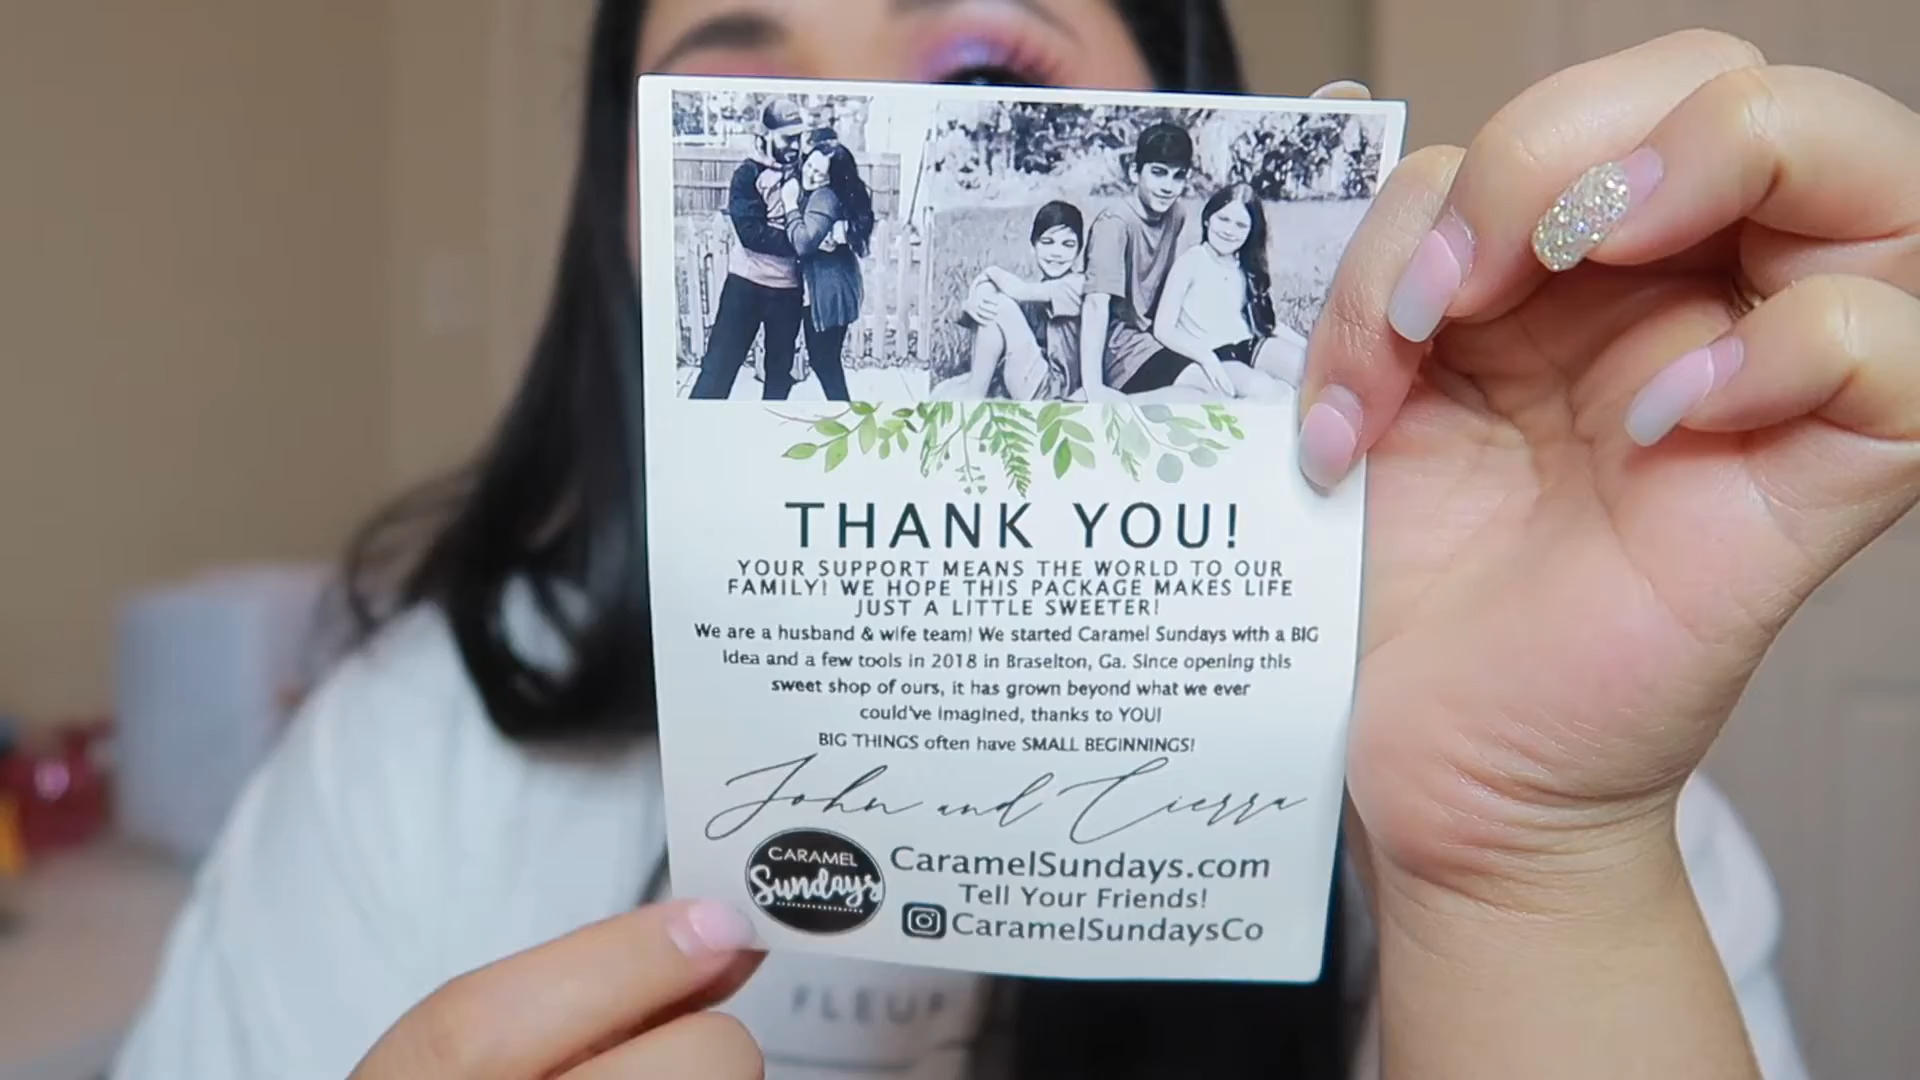 THANK YOU!
YOUR SUPPORT MEANS THE WORLD TO OUR
FAMILY! WE HOPE THIS PACKAGE MAKES LIFE
JUST A LITTLE SWEETER!
We are a husband & wife team! We started Caramel Sundays with a BIG
idea and a few tools in 2018 in Braselton, Ga. Since opening this
sweet shop of ours, it has grown beyond what we ever
could've imagined, thanks to YOU!
BIG THINGS often have SMALL BEGINNINGS!
John and Cierra
CARAMEL
Sundays
CaramelSundays.com
Tell Your Friends!
CaramelSundaysCo
FLEUR